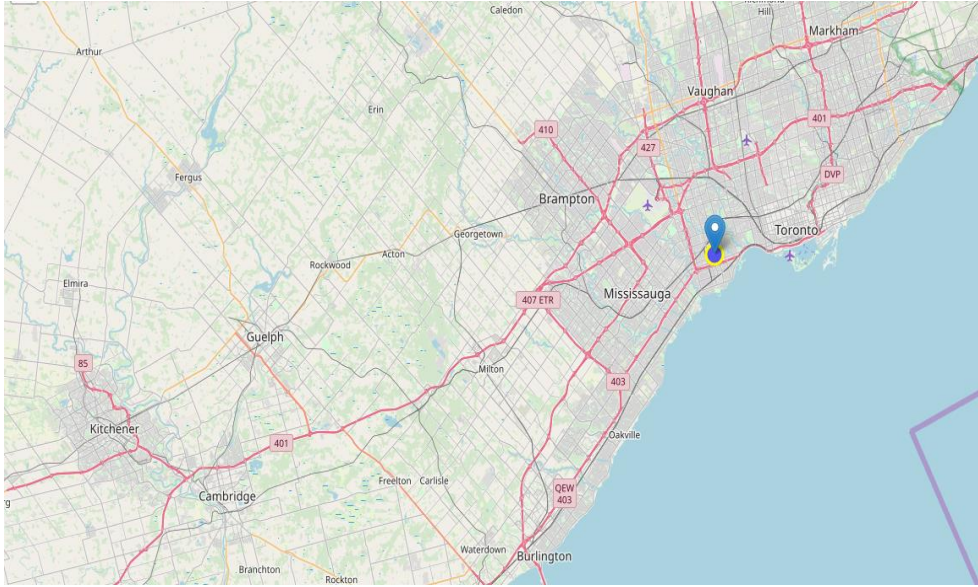 Caledon
Hill
Markham
Arthur
Vaughan
Erin
410
401
427
Fergus
DVP
Brampton
Toronto
Georgetown
Acton
Rockwood
Elmira
407 ETR
Mississauga
Guelph
85
Milton
403
Kitchener
Oakville
401
Freelton
Carlisle
QEW
403
Cambridge
Waterdown
Burlington
Branchton
Rockton